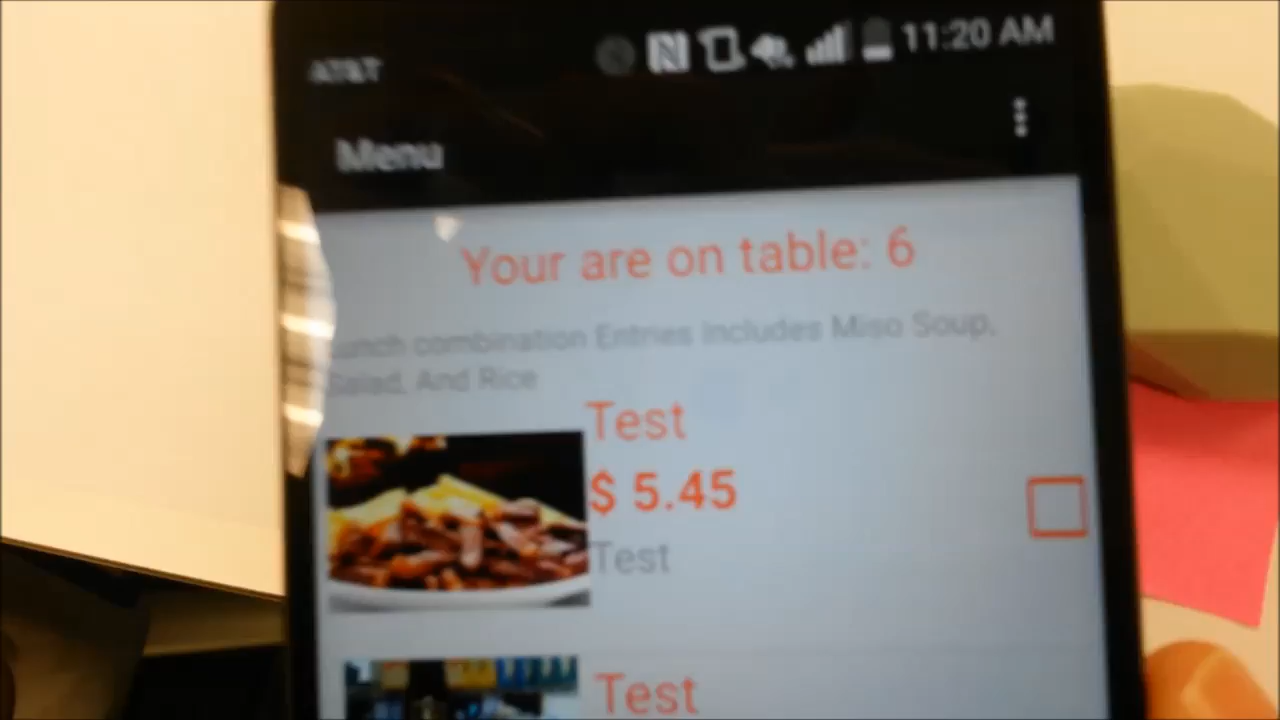 AT&T
11:20 AM
Menu
Your are on table: 6
Lunch combination Entries Includes Miso Soup,
Salad, And Rice
Test
$ 5.45
Test
Test